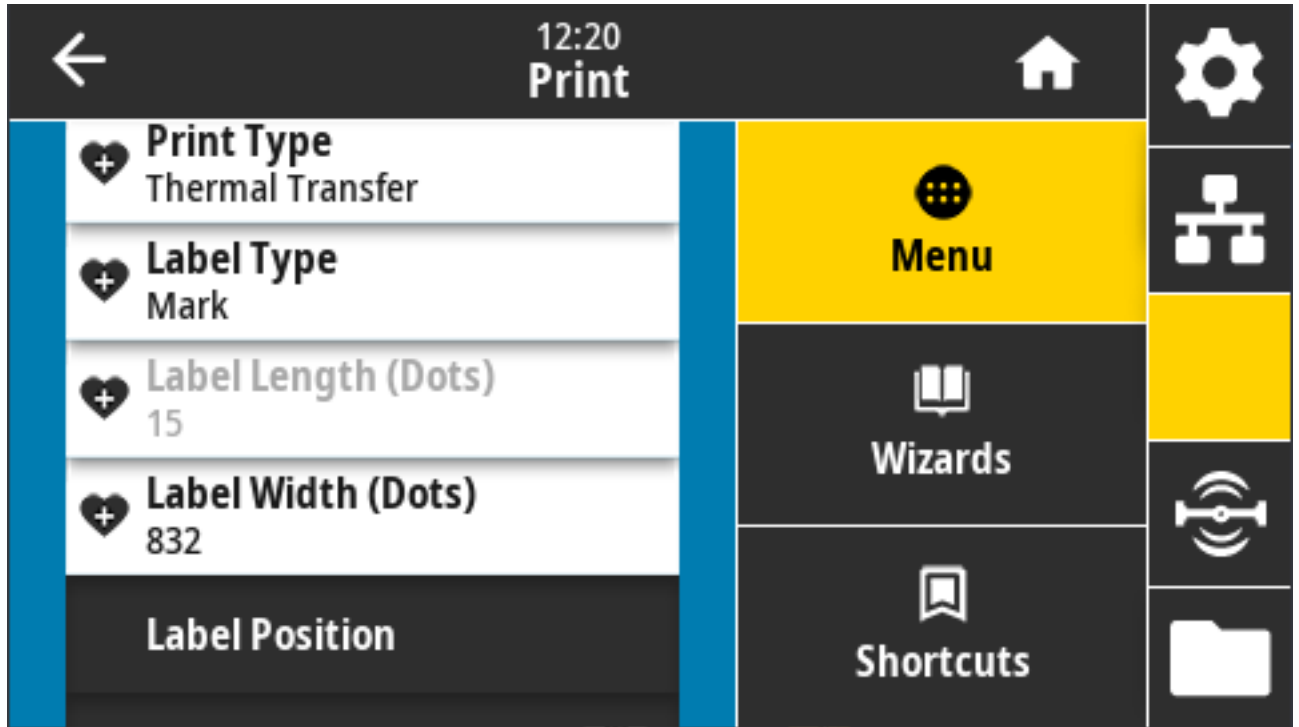 12:20
Print
Print Type
Thermal Transfer
Label Type
Mark
Label Length (Dots)
15
Label Width (Dots)
832
Label Position
Menu
Wizards
Shortcuts